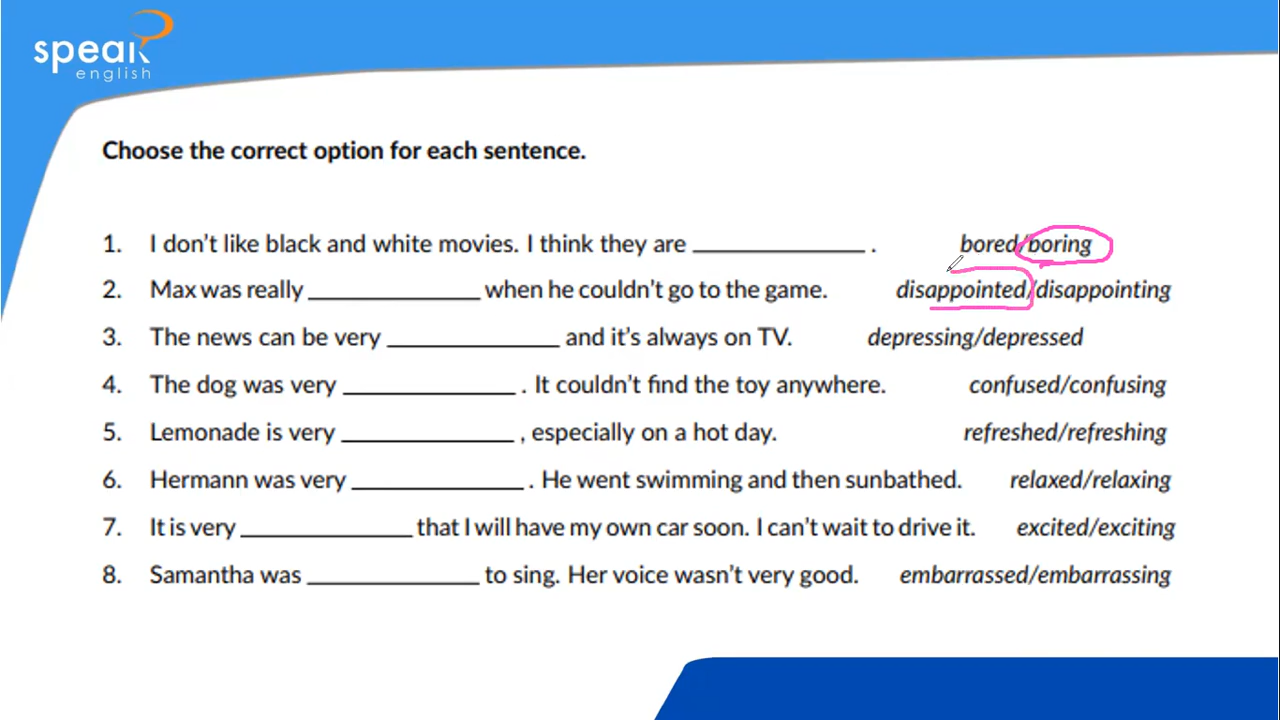 speak
english
Choose the correct option for each sentence.
1. I don't like black and white movies. I think they are ______________ . bored/boring
2. Max was really ______________ when he couldn't go to the game. disappointed/disappointing
3. The news can be very ______________ and it's always on TV. depressing/depressed
4. The dog was very ______________ . It couldn't find the toy anywhere. confused/confusing
5. Lemonade is very ______________ , especially on a hot day. refreshed/refreshing
6. Hermann was very ______________ . He went swimming and then sunbathed. relaxed/relaxing
7. It is very ______________ that I will have my own car soon. I can't wait to drive it. excited/exciting
8. Samantha was ______________ to sing. Her voice wasn't very good. embarrassed/embarrassing